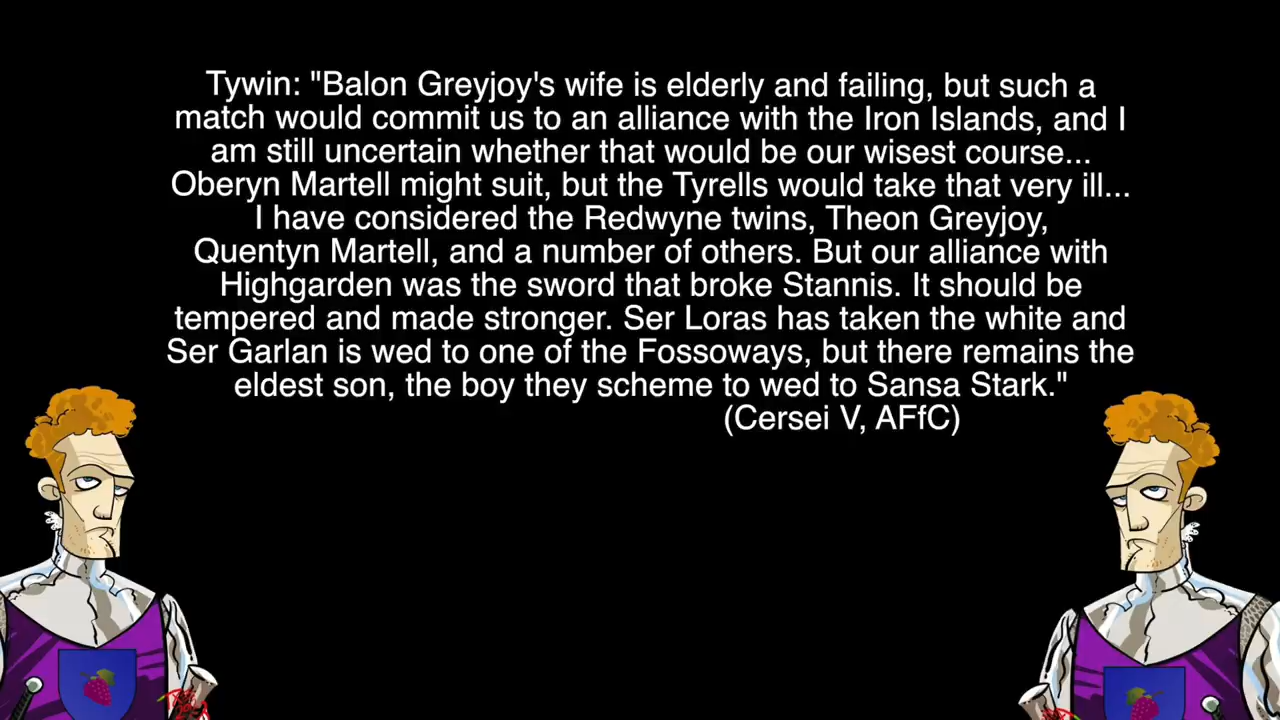 Tywin: "Balon Greyjoy's wife is elderly and failing, but such a
match would commit us to an alliance with the Iron Islands, and I
am still uncertain whether that would be our wisest course...
Oberyn Martell might suit, but the Tyrells would take that very ill...
I have considered the Redwyne twins, Theon Greyjoy,
Quentyn Martell, and a number of others. But our alliance with
Highgarden was the sword that broke Stannis. It should be
tempered and made stronger. Ser Loras has taken the white and
Ser Garlan is wed to one of the Fossoways, but there remains the
eldest son, the boy they scheme to wed to Sansa Stark."
(Cersei V, AFfC)